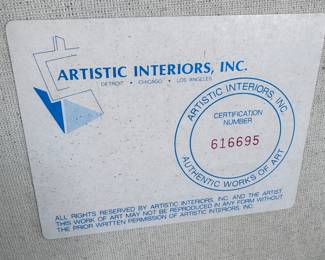 ARTISTIC INTERIORS, INC.
DETROIT • CHICAGO • LOS ANGELES
ARTISTIC INTERIORS, INC
CERTIFICATION
NUMBER
616695
AUTHENTIC WORKS OF ART
ALL RIGHTS RESERVED BY ARTISTIC INTERIORS, INC. AND THE ARTIST.
THIS WORK OF ART MAY NOT BE REPRODUCED IN ANY FORM WITHOUT
THE PRIOR WRITTEN PERMISSION OF ARTISTIC INTERIORS, INC.